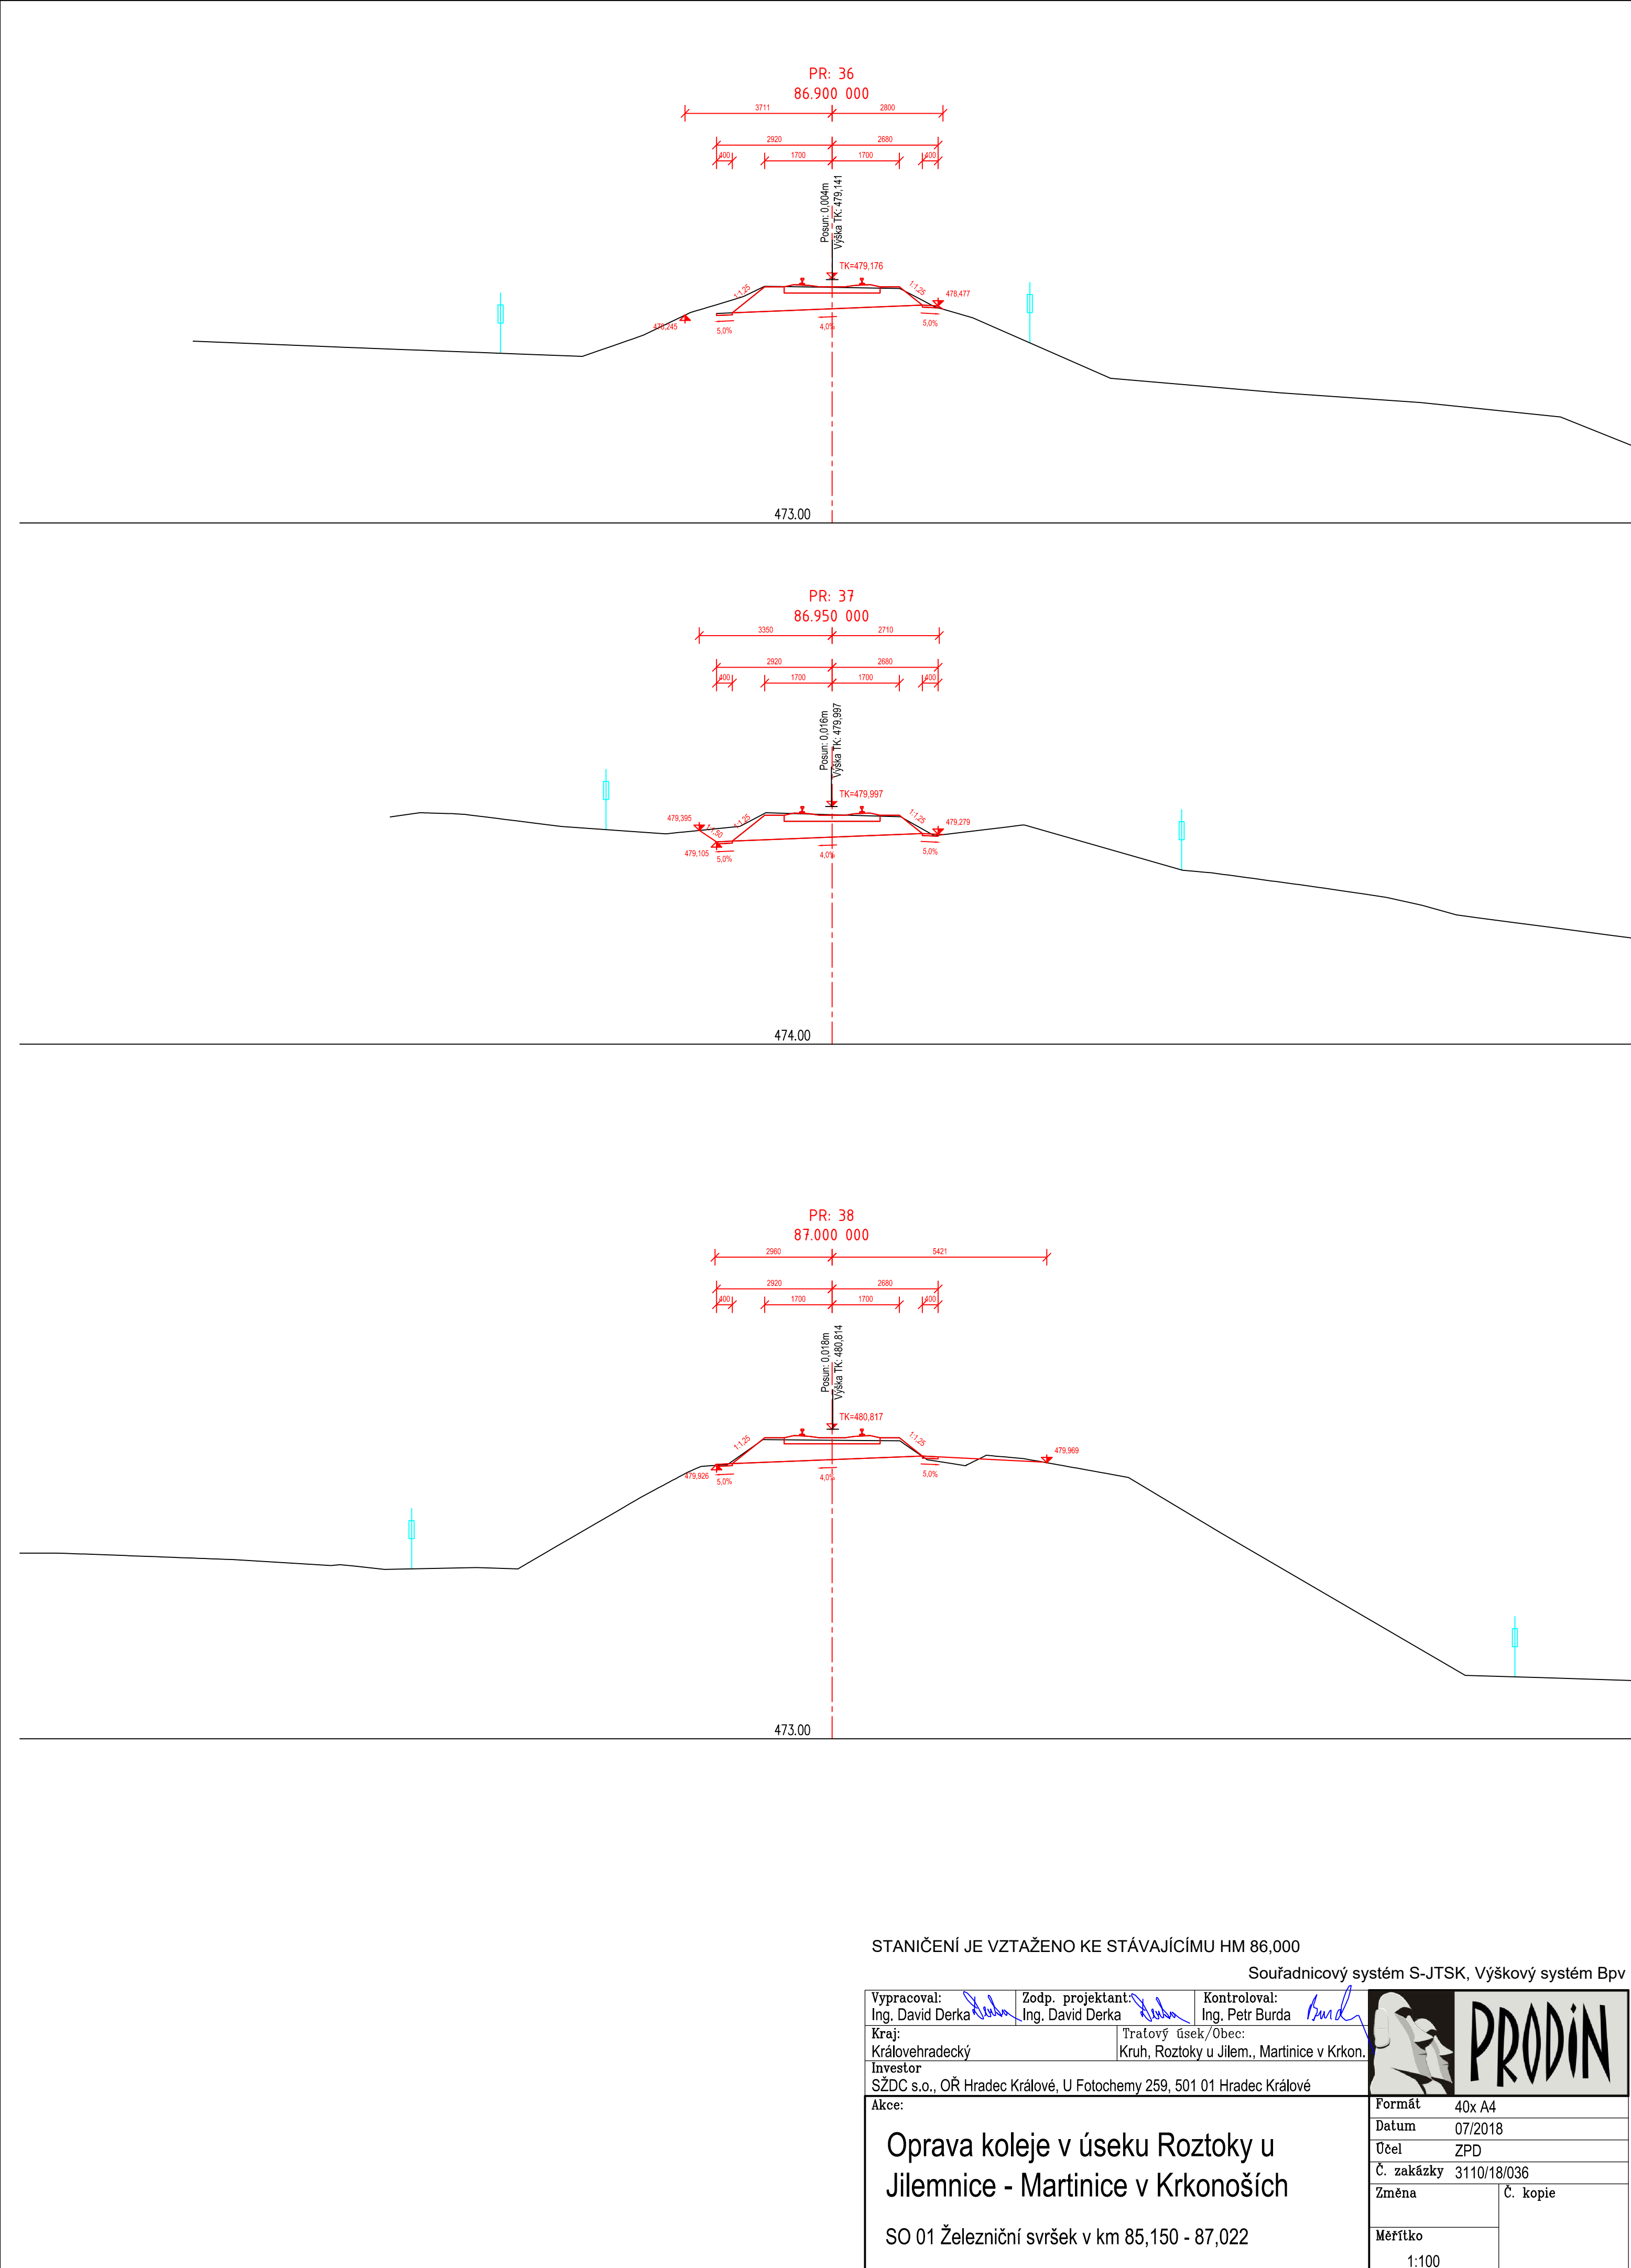 PR: 36
86.900 000
3711 2800
2920 2680
400 1700 1700 400
Posun: 0,004m
Výška TK: 479,141
TK=479,176
1:1,25 1:1,25
478,477
478,245
5,0% 4,0% 5,0%
473.00
PR: 37
86.950 000
3350 2710
2920 2680
400 1700 1700 400
Posun: 0,016m
Výška TK: 479,997
TK=479,997
479,395 1:1,50 1:1,25 1:1,25 479,279
479,105
5,0% 4,0% 5,0%
474.00
PR: 38
87.000 000
2960 5421
2920 2680
400 1700 1700 400
Posun: 0,018m
Výška TK: 480,814
TK=480,817
1:1,25 1:1,25
479,969
479,926
5,0% 4,0% 5,0%
473.00
STANIČENÍ JE VZTAŽENO KE STÁVAJÍCÍMU HM 86,000
Souřadnicový systém S-JTSK, Výškový systém Bpv
Vypracoval: Zodp. projektant: Kontroloval:
Ing. David Derka Derka Ing. David Derka Derka Ing. Petr Burda Burd
Kraj: Traťový úsek/Obec:
Královehradecký Kruh, Roztoky u Jilem., Martinice v Krkon.
Investor
SŽDC s.o., OŘ Hradec Králové, U Fotochemy 259, 501 01 Hradec Králové
PRODIN
Akce:
Oprava koleje v úseku Roztoky u
Jilemnice - Martinice v Krkonoších
SO 01 Železniční svršek v km 85,150 - 87,022
Formát 40x A4
Datum 07/2018
Účel ZPD
Č. zakázky 3110/18/036
Změna Č. kopie
Měřítko
1:100